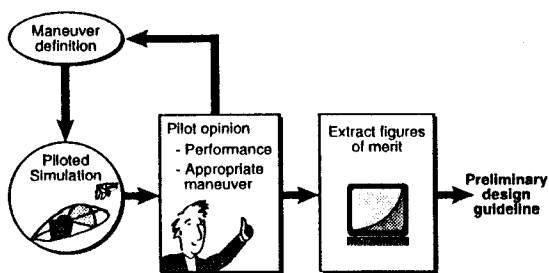 Maneuver
definition
Piloted
Simulation
Pilot opinion
- Performance
- Appropriate
maneuver
Extract figures
of merit
Preliminary
design
guideline